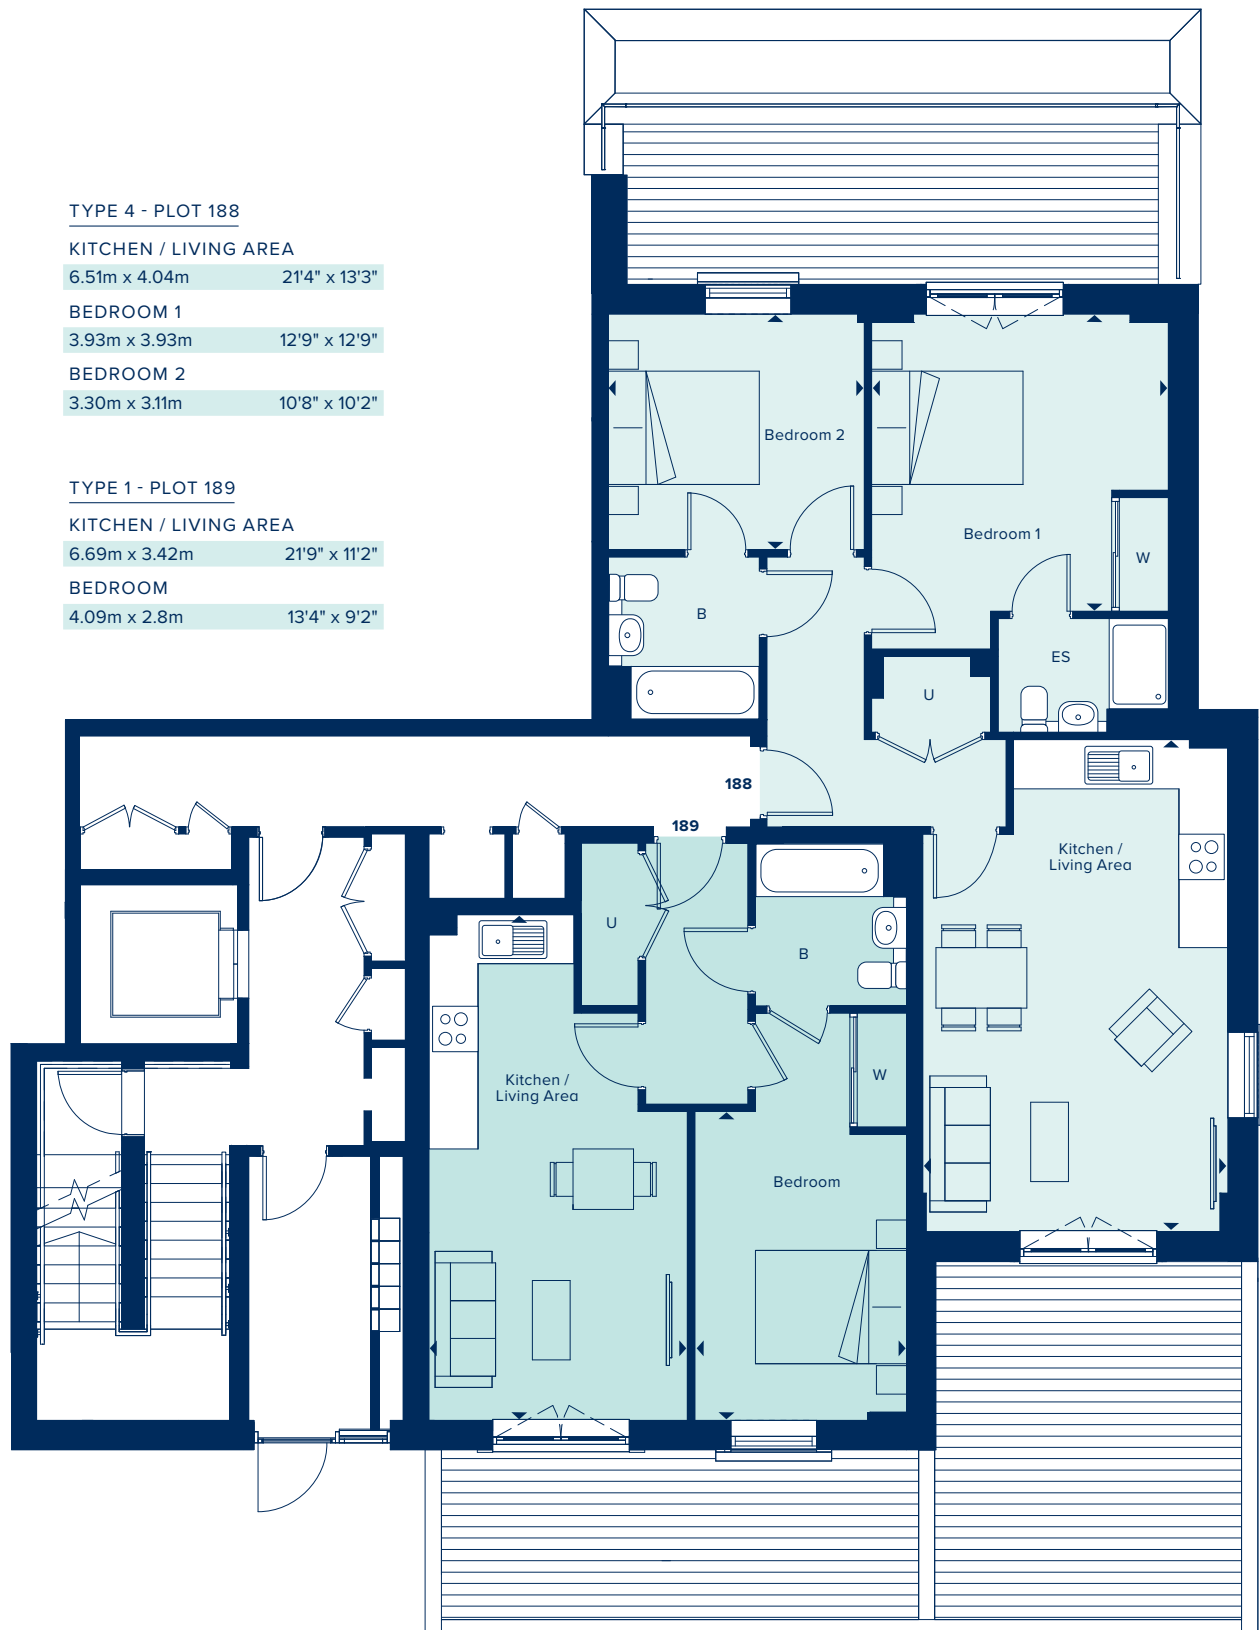 TYPE 4 - PLOT 188
KITCHEN / LIVING AREA
6.51m x 4.04m 21'4" x 13'3"
BEDROOM 1
3.93m x 3.93m 12'9" x 12'9"
BEDROOM 2
3.30m x 3.11m 10'8" x 10'2"
TYPE 1 - PLOT 189
KITCHEN / LIVING AREA
6.69m x 3.42m 21'9" x 11'2"
BEDROOM
4.09m x 2.8m 13'4" x 9'2"
Bedroom 2
Bedroom 1
W
B
ES
U
188
189
Kitchen /
Living Area
U
B
Kitchen /
Living Area
W
Bedroom